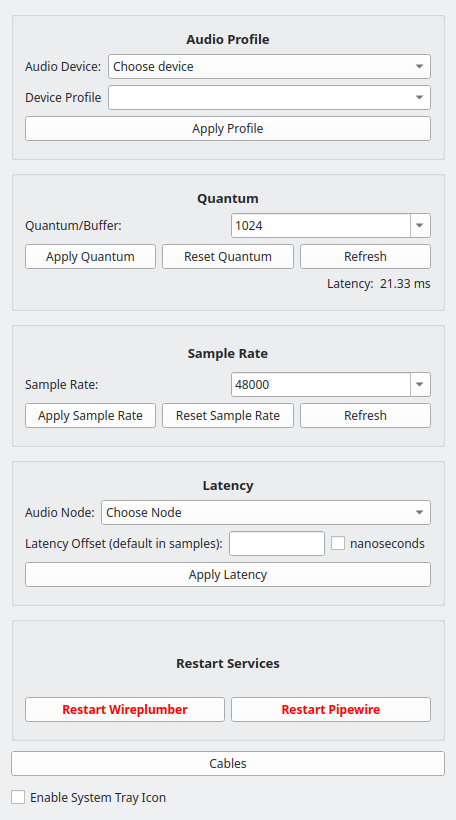 Audio Profile
Audio Device: Choose device
Device Profile
Apply Profile
Quantum
Quantum/Buffer: 1024
Apply Quantum Reset Quantum Refresh
Latency: 21.33 ms
Sample Rate
Sample Rate: 48000
Apply Sample Rate Reset Sample Rate Refresh
Latency
Audio Node: Choose Node
Latency Offset (default in samples): nanoseconds
Apply Latency
Restart Services
Restart Wireplumber Restart Pipewire
Cables
Enable System Tray Icon